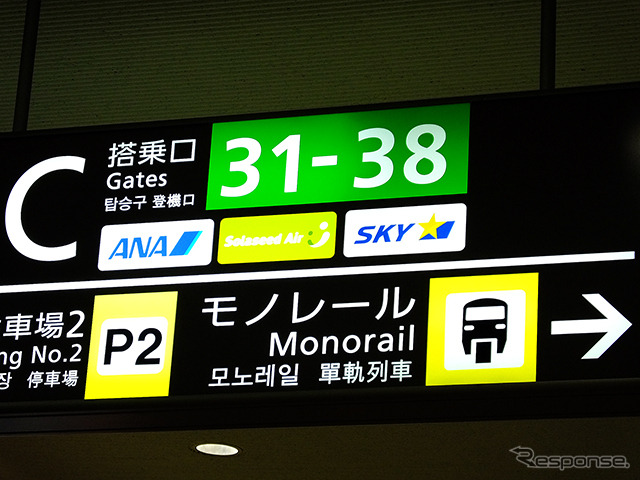 C
搭乗口
Gates
탑승구 登機口
31-38
ANA
Solaseed Air
SKY
車場2
ng No.2
장 停車場
P2
モノレール
Monorail
모노레일 單軌列車
Response.